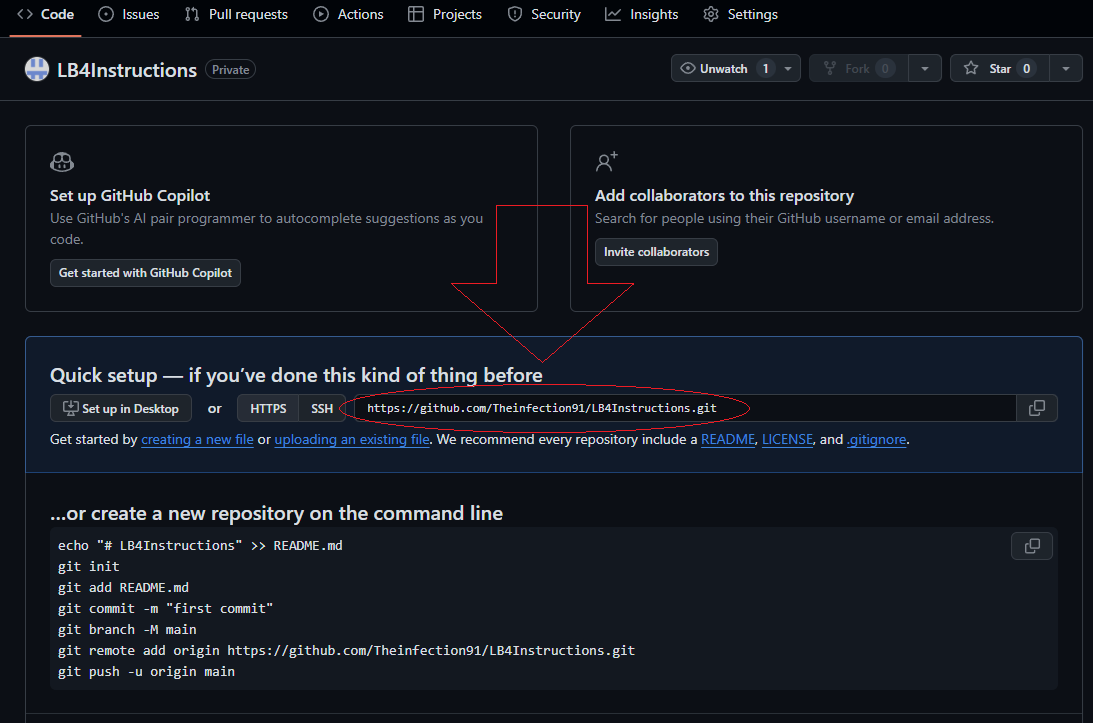 Code Issues Pull requests Actions Projects Security Insights Settings
LB4Instructions Private Unwatch 1 Fork 0 Star 0
Set up GitHub Copilot
Use GitHub's AI pair programmer to autocomplete suggestions as you
code.
Get started with GitHub Copilot
Add collaborators to this repository
Search for people using their GitHub username or email address.
Invite collaborators
Quick setup — if you’ve done this kind of thing before
Set up in Desktop or HTTPS SSH https://github.com/Theinfection91/LB4Instructions.git
Get started by creating a new file or uploading an existing file. We recommend every repository include a README, LICENSE, and .gitignore.
…or create a new repository on the command line
echo "# LB4Instructions" >> README.md
git init
git add README.md
git commit -m "first commit"
git branch -M main
git remote add origin https://github.com/Theinfection91/LB4Instructions.git
git push -u origin main